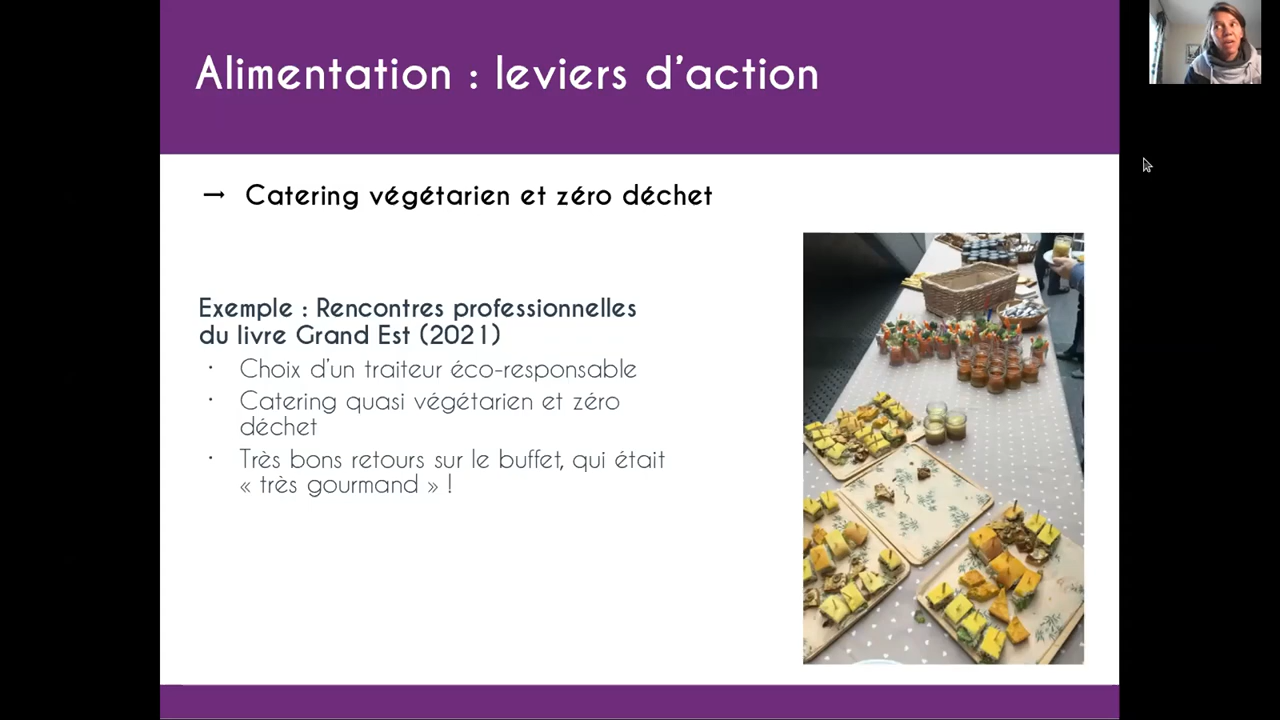 Alimentation : leviers d'action
→ Catering végétarien et zéro déchet
Exemple : Rencontres professionnelles
du livre Grand Est (2021)
· Choix d'un traiteur éco-responsable
· Catering quasi végétarien et zéro
déchet
· Très bons retours sur le buffet, qui était
« très gourmand » !